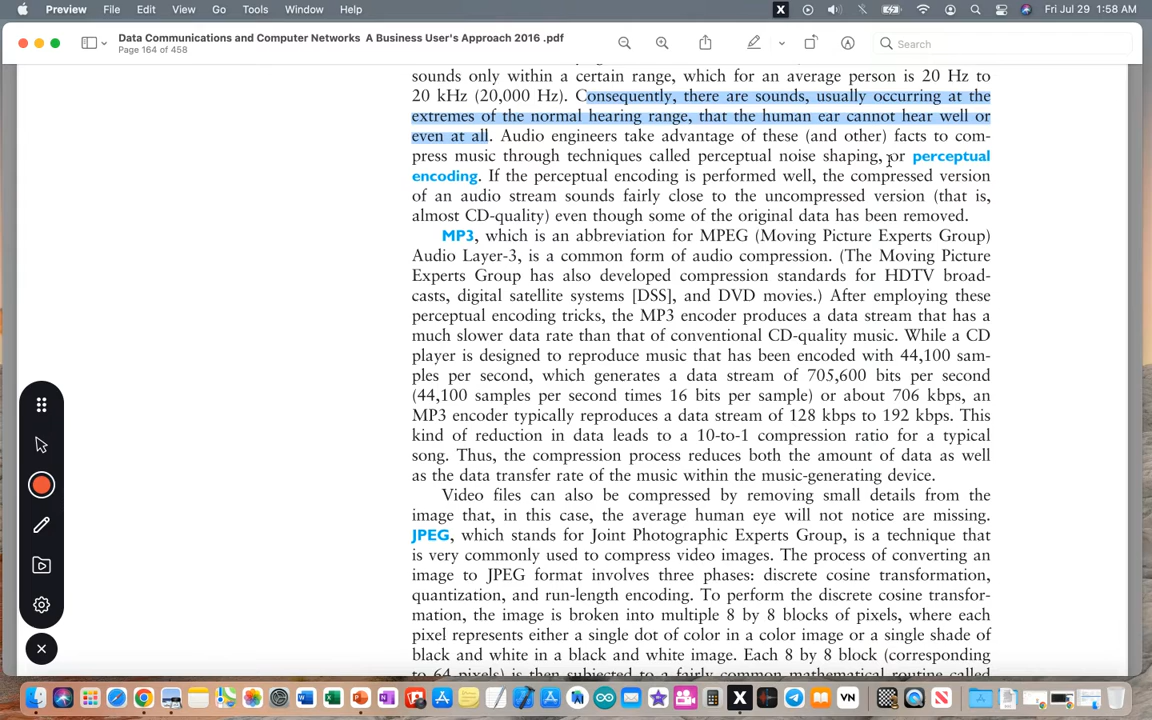 Preview File Edit View Go Tools Window Help Fri Jul 29 1:58 AM
Data Communications and Computer Networks A Business User's Approach 2016 .pdf
Page 164 of 458
Search
sounds only within a certain range, which for an average person is 20 Hz to
20 kHz (20,000 Hz). Consequently, there are sounds, usually occurring at the
extremes of the normal hearing range, that the human ear cannot hear well or
even at all. Audio engineers take advantage of these (and other) facts to com-
press music through techniques called perceptual noise shaping, or perceptual
encoding. If the perceptual encoding is performed well, the compressed version
of an audio stream sounds fairly close to the uncompressed version (that is,
almost CD-quality) even though some of the original data has been removed.
MP3, which is an abbreviation for MPEG (Moving Picture Experts Group)
Audio Layer-3, is a common form of audio compression. (The Moving Picture
Experts Group has also developed compression standards for HDTV broad-
casts, digital satellite systems [DSS], and DVD movies.) After employing these
perceptual encoding tricks, the MP3 encoder produces a data stream that has a
much slower data rate than that of conventional CD-quality music. While a CD
player is designed to reproduce music that has been encoded with 44,100 sam-
ples per second, which generates a data stream of 705,600 bits per second
(44,100 samples per second times 16 bits per sample) or about 706 kbps, an
MP3 encoder typically reproduces a data stream of 128 kbps to 192 kbps. This
kind of reduction in data leads to a 10-to-1 compression ratio for a typical
song. Thus, the compression process reduces both the amount of data as well
as the data transfer rate of the music within the music-generating device.
Video files can also be compressed by removing small details from the
image that, in this case, the average human eye will not notice are missing.
JPEG, which stands for Joint Photographic Experts Group, is a technique that
is very commonly used to compress video images. The process of converting an
image to JPEG format involves three phases: discrete cosine transformation,
quantization, and run-length encoding. To perform the discrete cosine transfor-
mation, the image is broken into multiple 8 by 8 blocks of pixels, where each
pixel represents either a single dot of color in a color image or a single shade of
black and white in a black and white image. Each 8 by 8 block (corresponding
to 64 pixels) is then subjected to a fairly common mathematical routine called